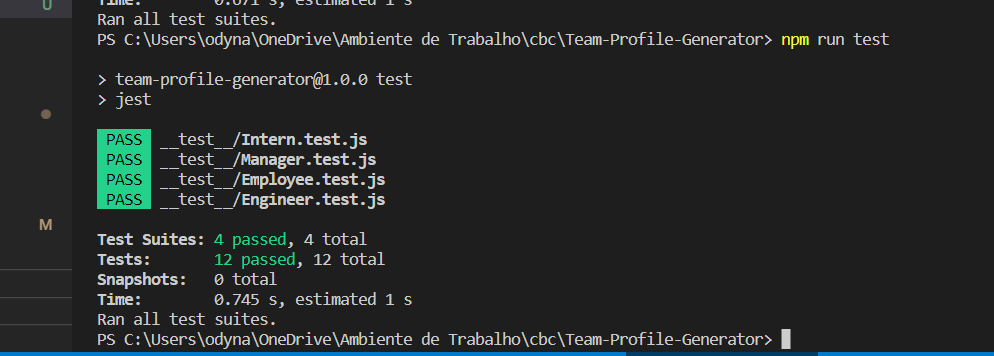 U
Time: 0.671 s, estimated 1 s
Ran all test suites.
PS C:\Users\odyna\OneDrive\Ambiente de Trabalho\cbc\Team-Profile-Generator> npm run test
> team-profile-generator@1.0.0 test
> jest
PASS __test__/Intern.test.js
PASS __test__/Manager.test.js
PASS __test__/Employee.test.js
PASS __test__/Engineer.test.js
M
Test Suites: 4 passed, 4 total
Tests: 12 passed, 12 total
Snapshots: 0 total
Time: 0.745 s, estimated 1 s
Ran all test suites.
PS C:\Users\odyna\OneDrive\Ambiente de Trabalho\cbc\Team-Profile-Generator>